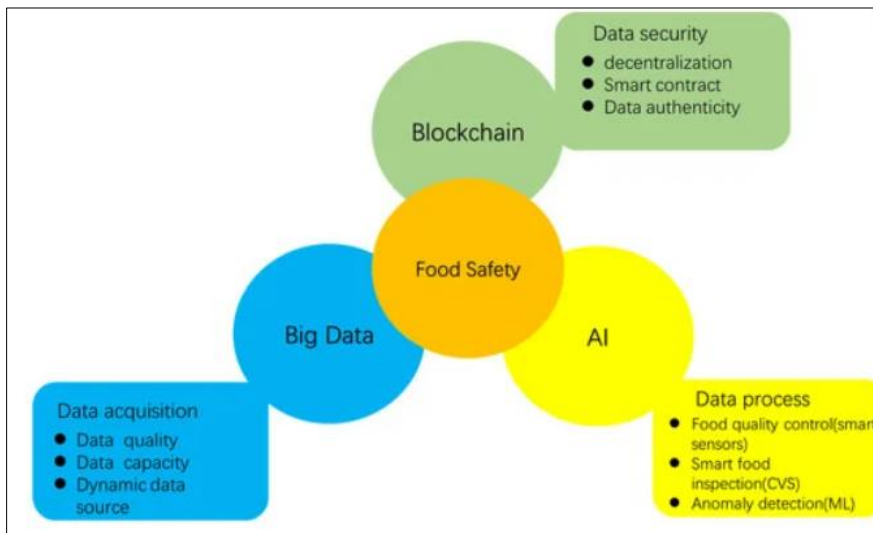 Data security
decentralization
Smart contract
Data authenticity
Blockchain
Food Safety
Big Data
AI
Data acquisition
Data quality
Data capacity
Dynamic data
source
Data process
Food quality control(smart
sensors)
Smart food
inspection(CVS)
Anomaly detection(ML)